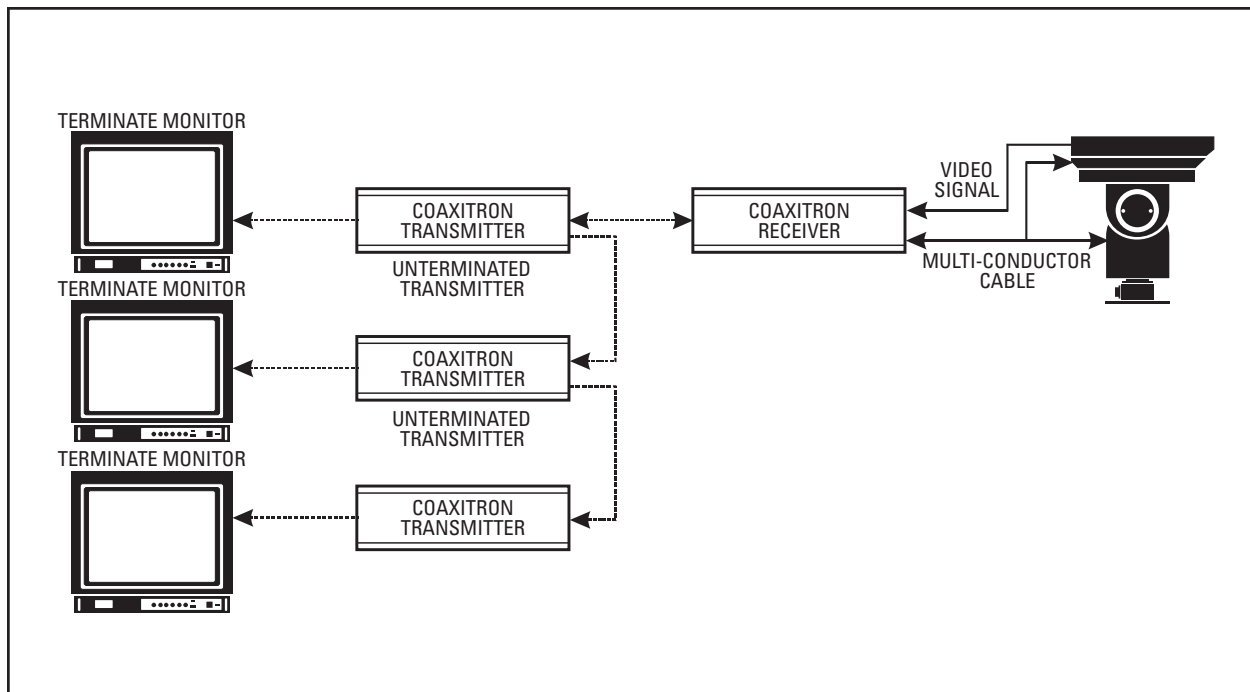 TERMINATE MONITOR
COAXITRON
TRANSMITTER
UNTERMINATED
TRANSMITTER
COAXITRON
RECEIVER
VIDEO
SIGNAL
MULTI-CONDUCTOR
CABLE
TERMINATE MONITOR
COAXITRON
TRANSMITTER
UNTERMINATED
TRANSMITTER
TERMINATE MONITOR
COAXITRON
TRANSMITTER